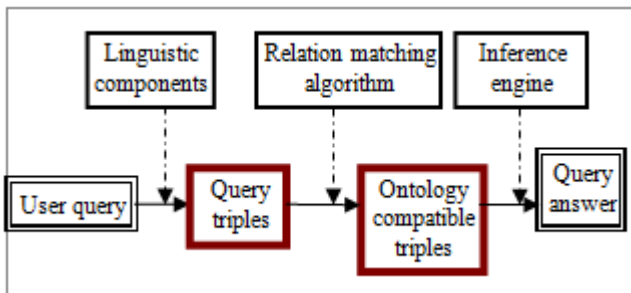 Linguistic
components
Relation matching
algorithm
Inference
engine
User query
Query
triples
Ontology
compatible
triples
Query
answer